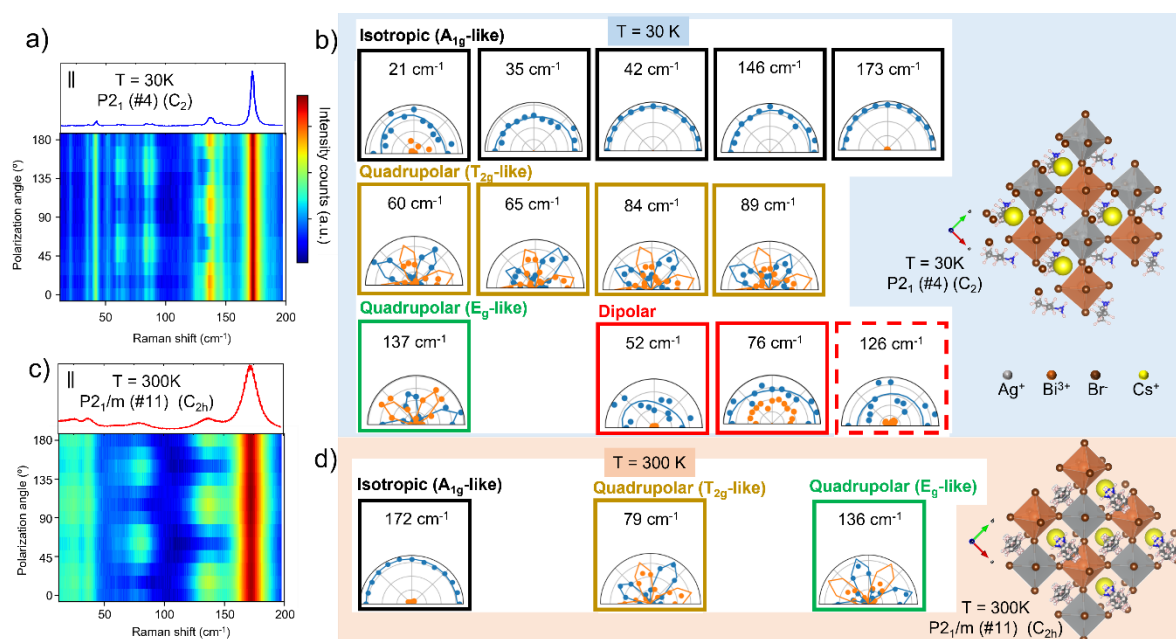 a)
||
T = 30K
P2₁ (#4) (C₂)
180
135
90
45
0
Polarization angle (º)
50
100
150
200
Raman shift (cm⁻¹)
Intensity counts (a.u.)
b)
T = 30 K
Isotropic (A₁g-like)
21 cm⁻¹
35 cm⁻¹
42 cm⁻¹
146 cm⁻¹
173 cm⁻¹
Quadrupolar (T₂g-like)
60 cm⁻¹
65 cm⁻¹
84 cm⁻¹
89 cm⁻¹
Quadrupolar (Eg-like)
137 cm⁻¹
Dipolar
52 cm⁻¹
76 cm⁻¹
126 cm⁻¹
T = 30K
P2₁ (#4) (C₂)
Ag⁺
Bi³⁺
Br⁻
Cs⁺
c)
||
T = 300K
P2₁/m (#11) (C₂h)
180
135
90
45
0
Polarization angle (º)
50
100
150
200
Raman shift (cm⁻¹)
d)
T = 300 K
Isotropic (A₁g-like)
172 cm⁻¹
Quadrupolar (T₂g-like)
79 cm⁻¹
Quadrupolar (Eg-like)
136 cm⁻¹
T = 300K
P2₁/m (#11) (C₂h)